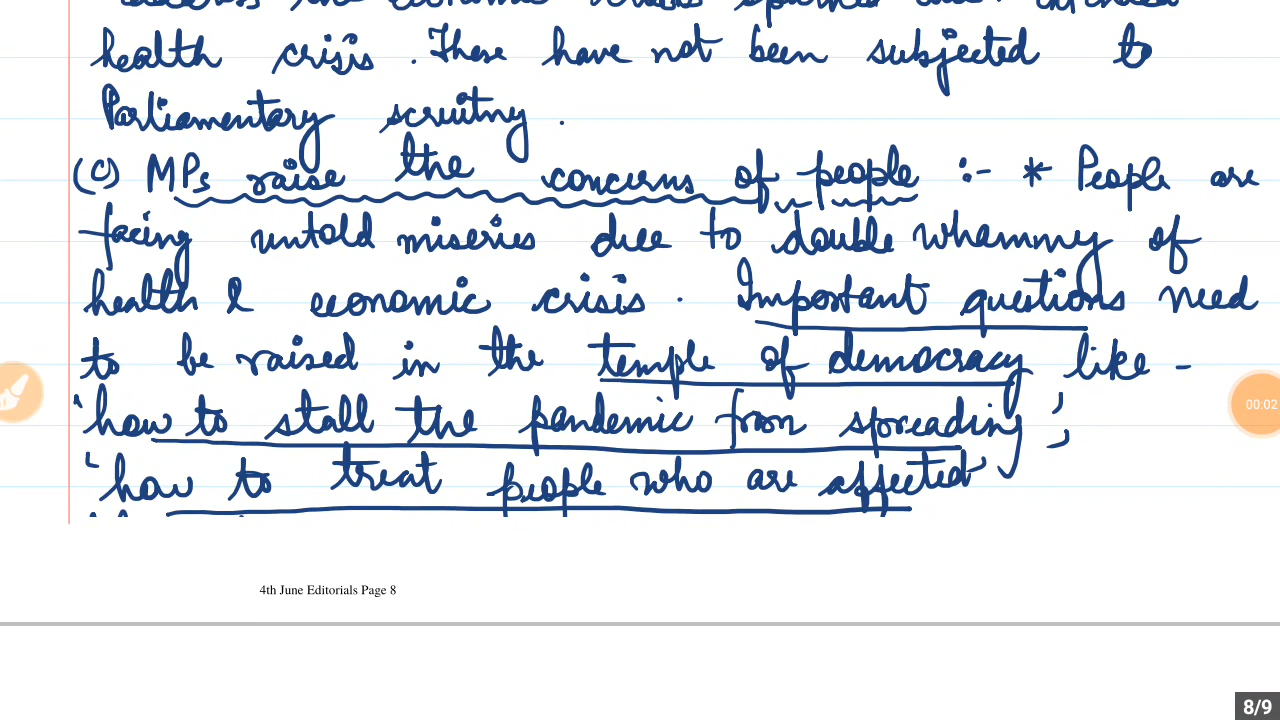 health crisis. These have not been subjected to
Parliamentary scruitny.
(c) MPs raise the concerns of people :- * People are
facing untold miseries due to double whammy of
health & economic crisis. Important questions need
to be raised in the temple of democracy like -
'how to stall the pandemic from spreading'
'how to treat people who are affected'
00:02
4th June Editorials Page 8
8/9